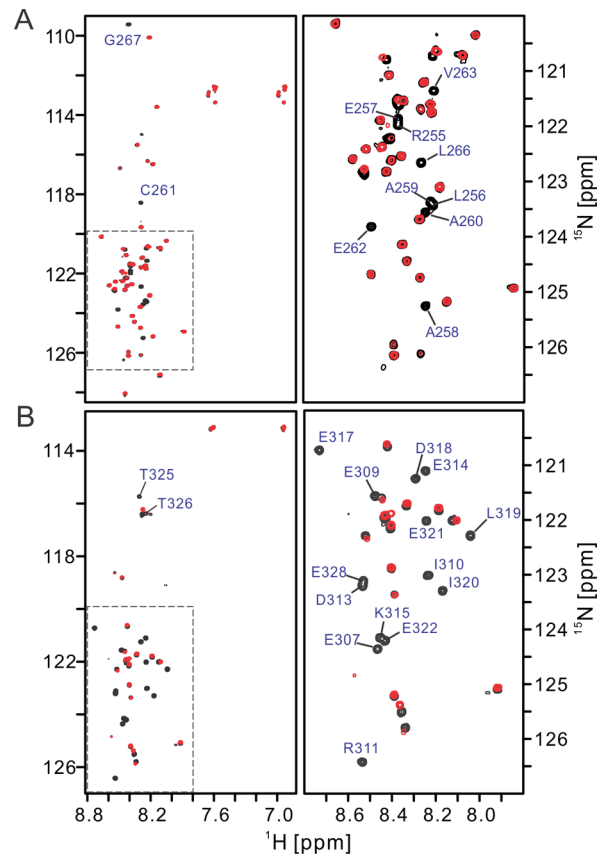 A
110
114
118
122
126
G267
C261
121
122
123
124
125
126
15N [ppm]
V263
E257
R255
L266
A259
L256
A260
E262
A258
B
114
118
122
126
T325
T326
8.8
8.2
7.6
7.0
E317
D318
E309
E314
L319
E321
E328
I310
D313
I320
K315
E322
E307
R311
121
122
123
124
125
126
15N [ppm]
8.6
8.4
8.2
8.0
1H [ppm]